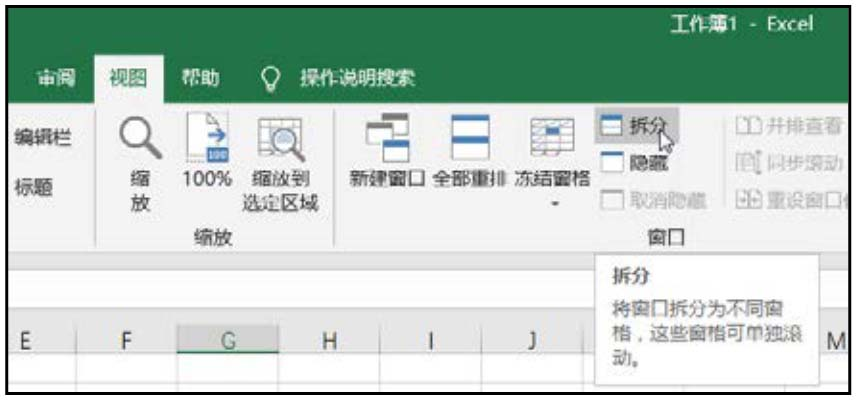 工作簿1 - Excel
审阅 视图 帮助 操作说明搜索
编辑栏
标题
缩放
100%
100
缩放到
选定区域
缩放
新建窗口 全部重排 冻结窗格
拆分
隐藏
取消隐藏
并排查看
同步滚动
重设窗口
窗口
拆分
将窗口拆分为不同窗
格，这些窗格可单独滚
动。
E F G H I J M